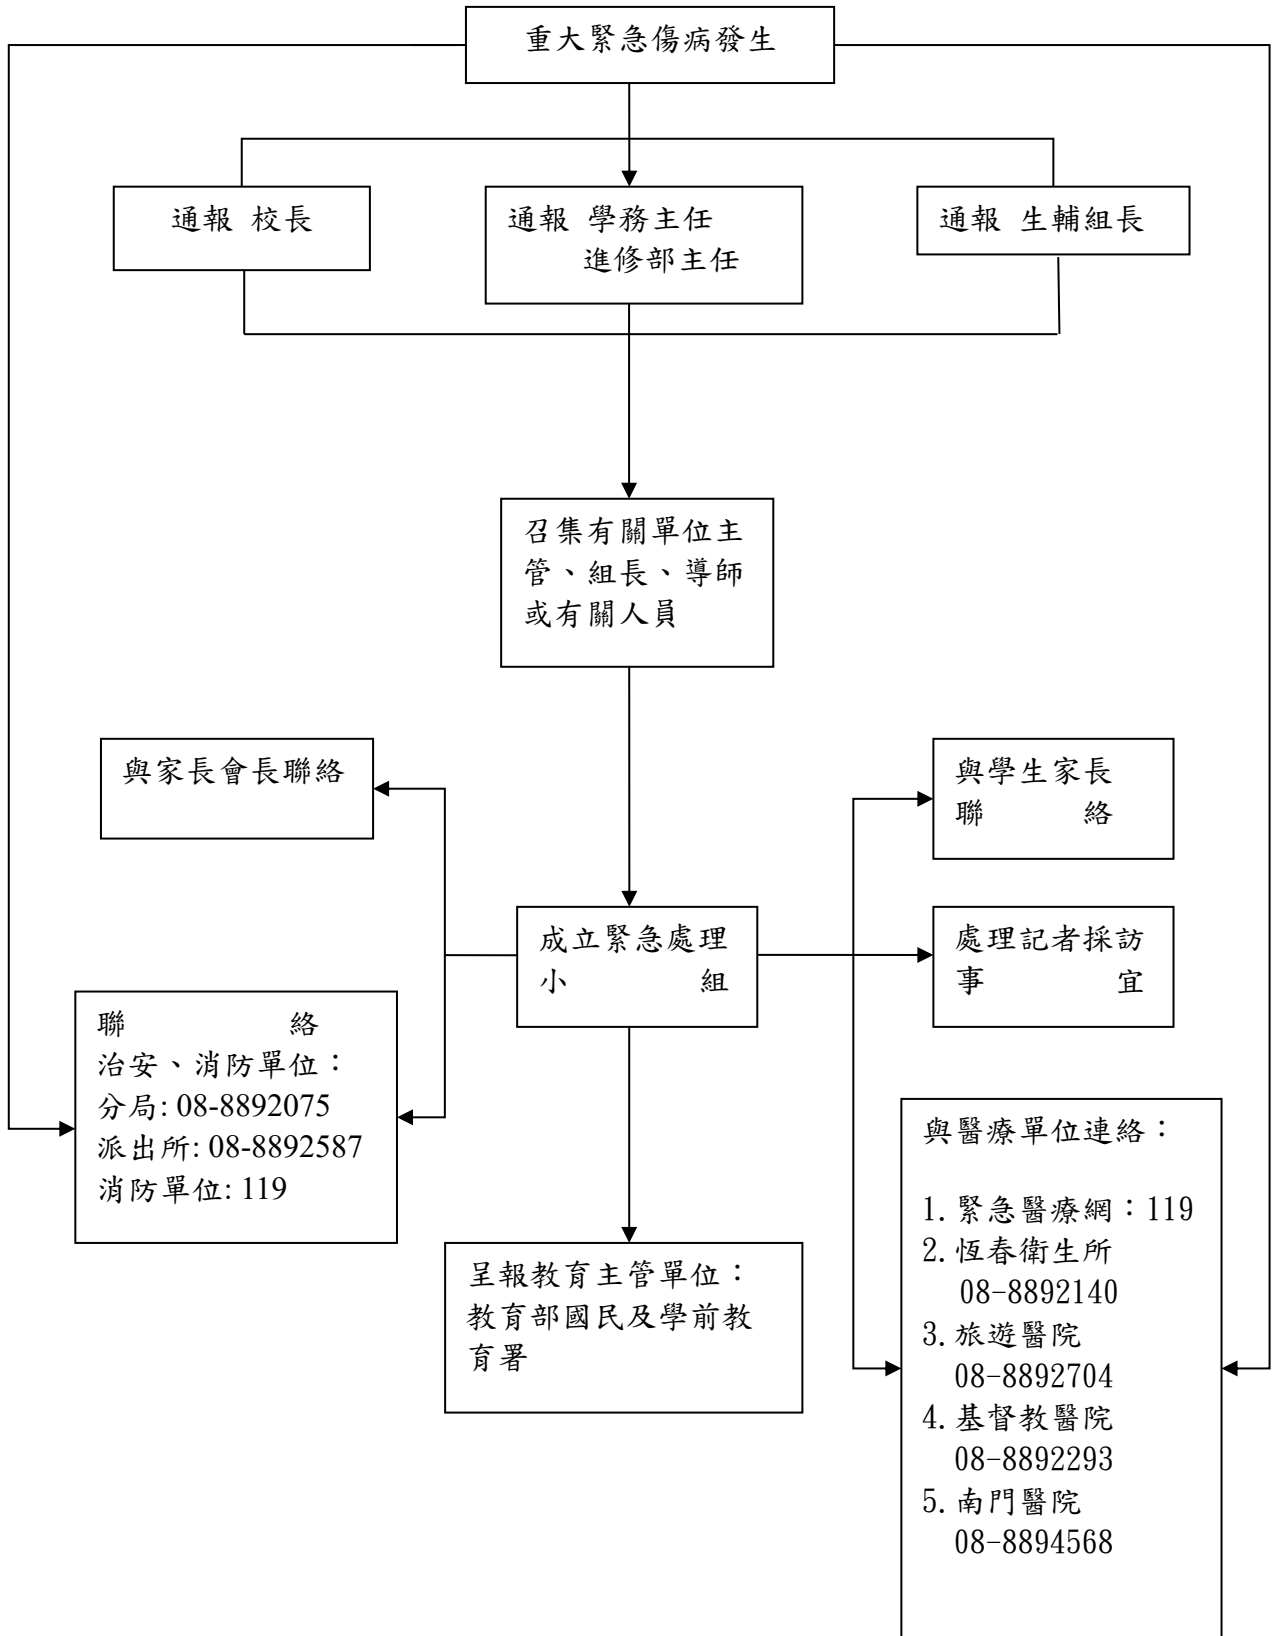 重大緊急傷病發生
通報 校長
通報 學務主任
進修部主任
通報 生輔組長
召集有關單位主
管、組長、導師
或有關人員
與家長會長聯絡
與學生家長
聯 絡
成立緊急處理
小 組
處理記者採訪
事 宜
聯 絡
治安、消防單位：
分局: 08-8892075
派出所: 08-8892587
消防單位: 119
呈報教育主管單位：
教育部國民及學前教
育署
與醫療單位連絡：
1. 緊急醫療網：119
2. 恆春衛生所
08-8892140
3. 旅遊醫院
08-8892704
4. 基督教醫院
08-8892293
5. 南門醫院
08-8894568